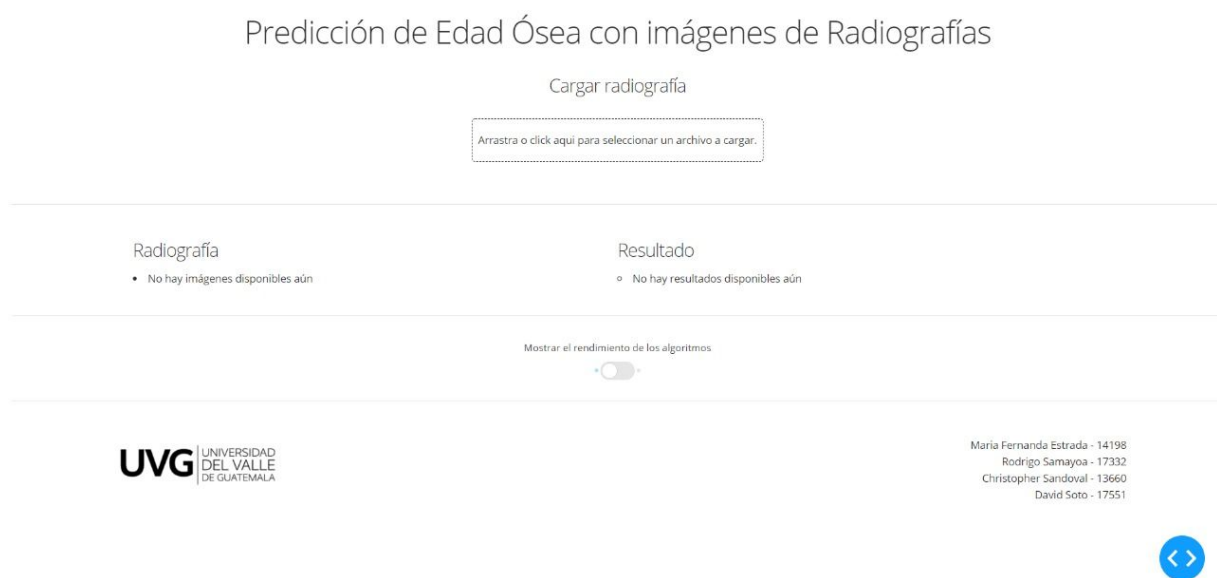 Predicción de Edad Ósea con imágenes de Radiografías
Cargar radiografía
Arrastra o click aqui para seleccionar un archivo a cargar.
Radiografía
No hay imágenes disponibles aún
Resultado
No hay resultados disponibles aún
Mostrar el rendimiento de los algoritmos
UVG
UNIVERSIDAD
DEL VALLE
DE GUATEMALA
Maria Fernanda Estrada - 14198
Rodrigo Samayoa - 17332
Christopher Sandoval - 13660
David Soto - 17551